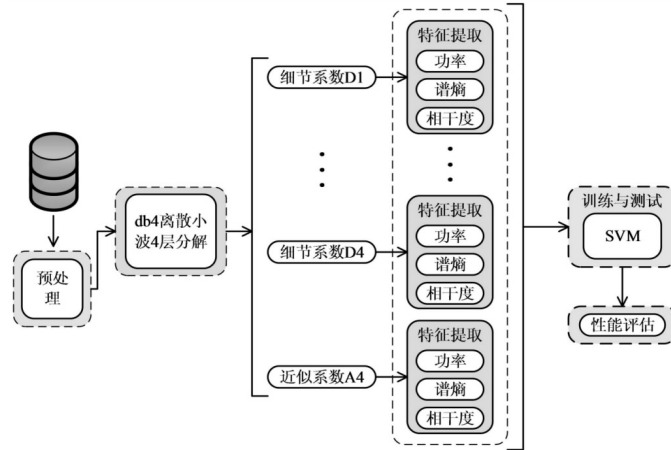 预处
理
db4离散小
波4层分解
细节系数D1
特征提取
功率
谱熵
相干度
细节系数D4
特征提取
功率
谱熵
相干度
近似系数A4
特征提取
功率
谱熵
相干度
训练与测试
SVM
性能评估